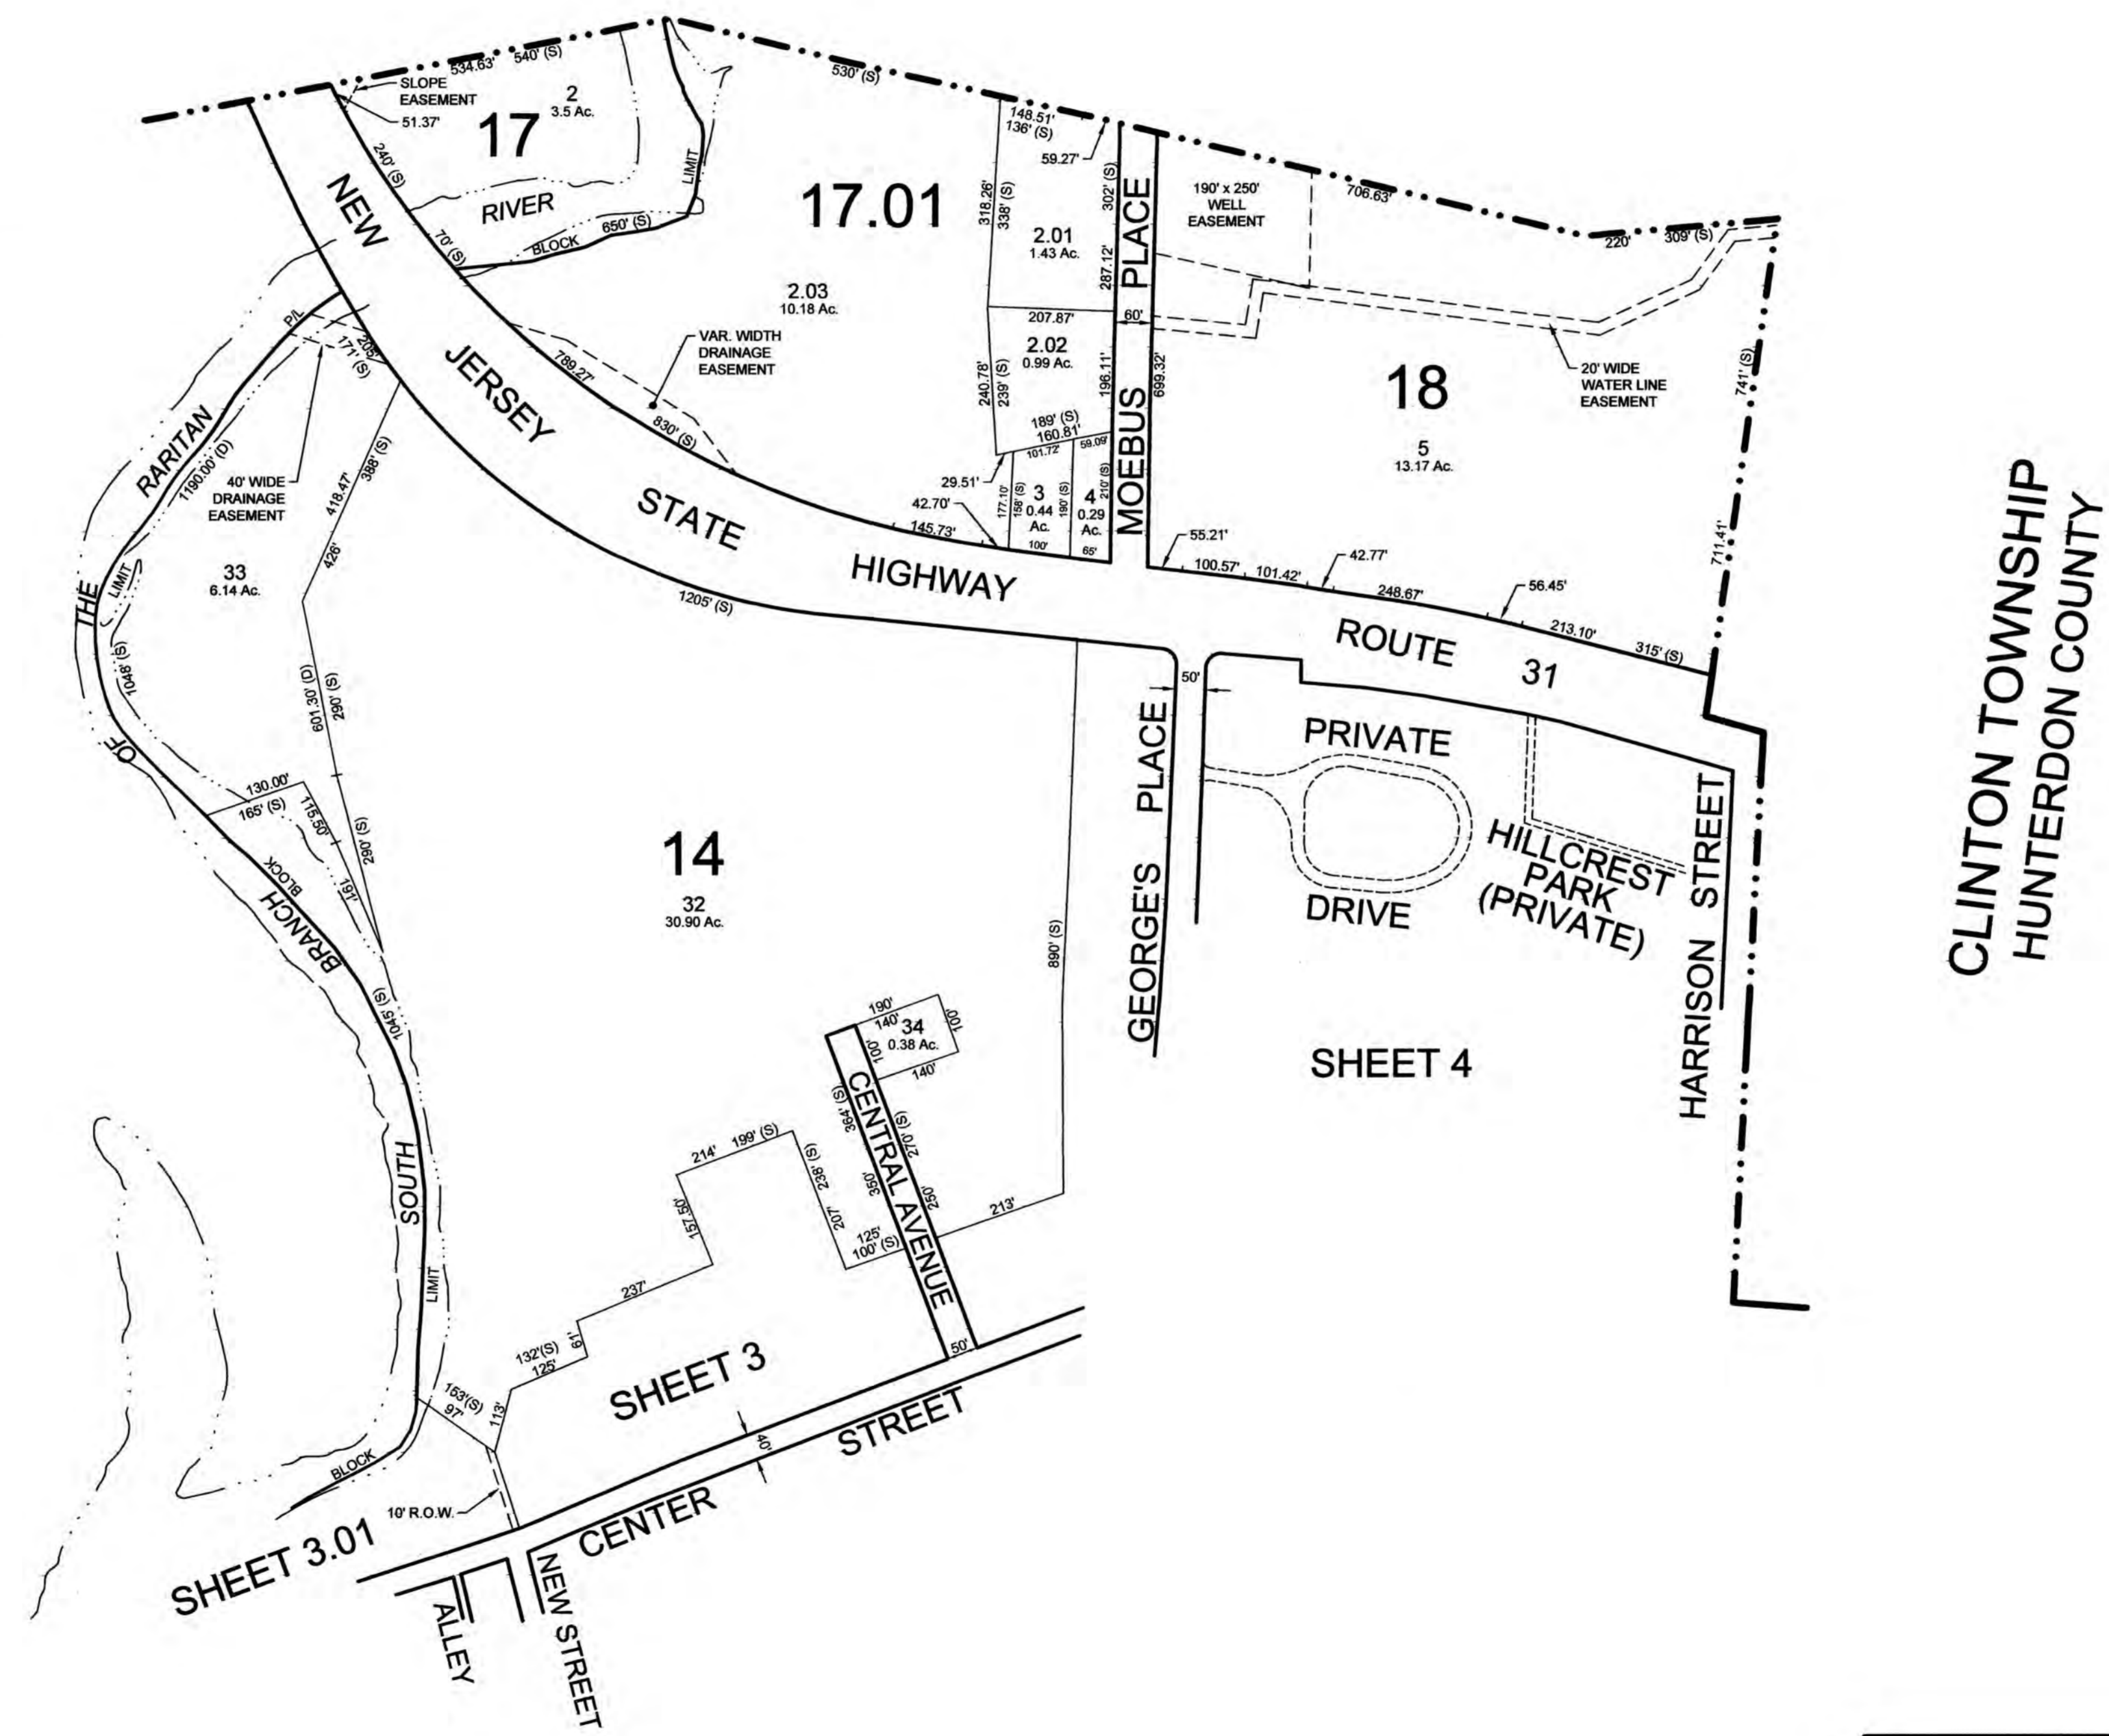 534.63' 540' (S)
530' (S)
SLOPE
EASEMENT
51.37'
2
3.5 Ac.
17
240' (S)
RIVER
70' (S)
BLOCK 650' (S) LIMIT
17.01
148.51'
136' (S)
59.27'
318.26'
338' (S)
302' (S)
287.12'
2.01
1.43 Ac.
2.03
10.18 Ac.
207.87'
60'
2.02
0.99 Ac.
240.78'
239' (S)
196.11'
189' (S)
160.81'
101.72'
59.09'
29.51'
42.70'
177.10'
158' (S)
3
0.44
Ac.
190' (S)
4
0.29
Ac.
210' (S)
145.73'
100'
65'
MOEBUS PLACE
699.32'
190' x 250'
WELL
EASEMENT
706.63'
220'
309' (S)
20' WIDE
WATER LINE
EASEMENT
18
5
13.17 Ac.
741' (S)
711.41'
VAR. WIDTH
DRAINAGE
EASEMENT
789.27'
830' (S)
NEW JERSEY STATE HIGHWAY ROUTE 31
55.21'
100.57'
101.42'
42.77'
248.67'
56.45'
213.10'
315' (S)
1205' (S)
P/L
205'
171' (S)
40' WIDE
DRAINAGE
EASEMENT
1190.00' (D)
418.47'
388' (S)
426'
33
6.14 Ac.
LIMIT
1048' (S)
601.30' (D)
290' (S)
130.00'
165' (S)
115.50'
290' (S)
161'
BLOCK
1045' (S)
SOUTH BRANCH OF THE RARITAN
LIMIT
BLOCK
14
32
30.90 Ac.
890' (S)
50'
GEORGE'S PLACE
PRIVATE
DRIVE
HILLCREST
PARK
(PRIVATE)
HARRISON STREET
SHEET 4
CLINTON TOWNSHIP
HUNTERDON COUNTY
190'
140'
34
0.38 Ac.
100'
100'
140'
364' (S)
350'
270' (S)
250'
CENTRAL AVENUE
213'
214'
199' (S)
238' (S)
207'
125'
100' (S)
157.50'
237'
61'
132'(S)
125'
113'
153'(S)
97'
50'
SHEET 3
40'
CENTER STREET
10' R.O.W.
SHEET 3.01
ALLEY
NEW STREET